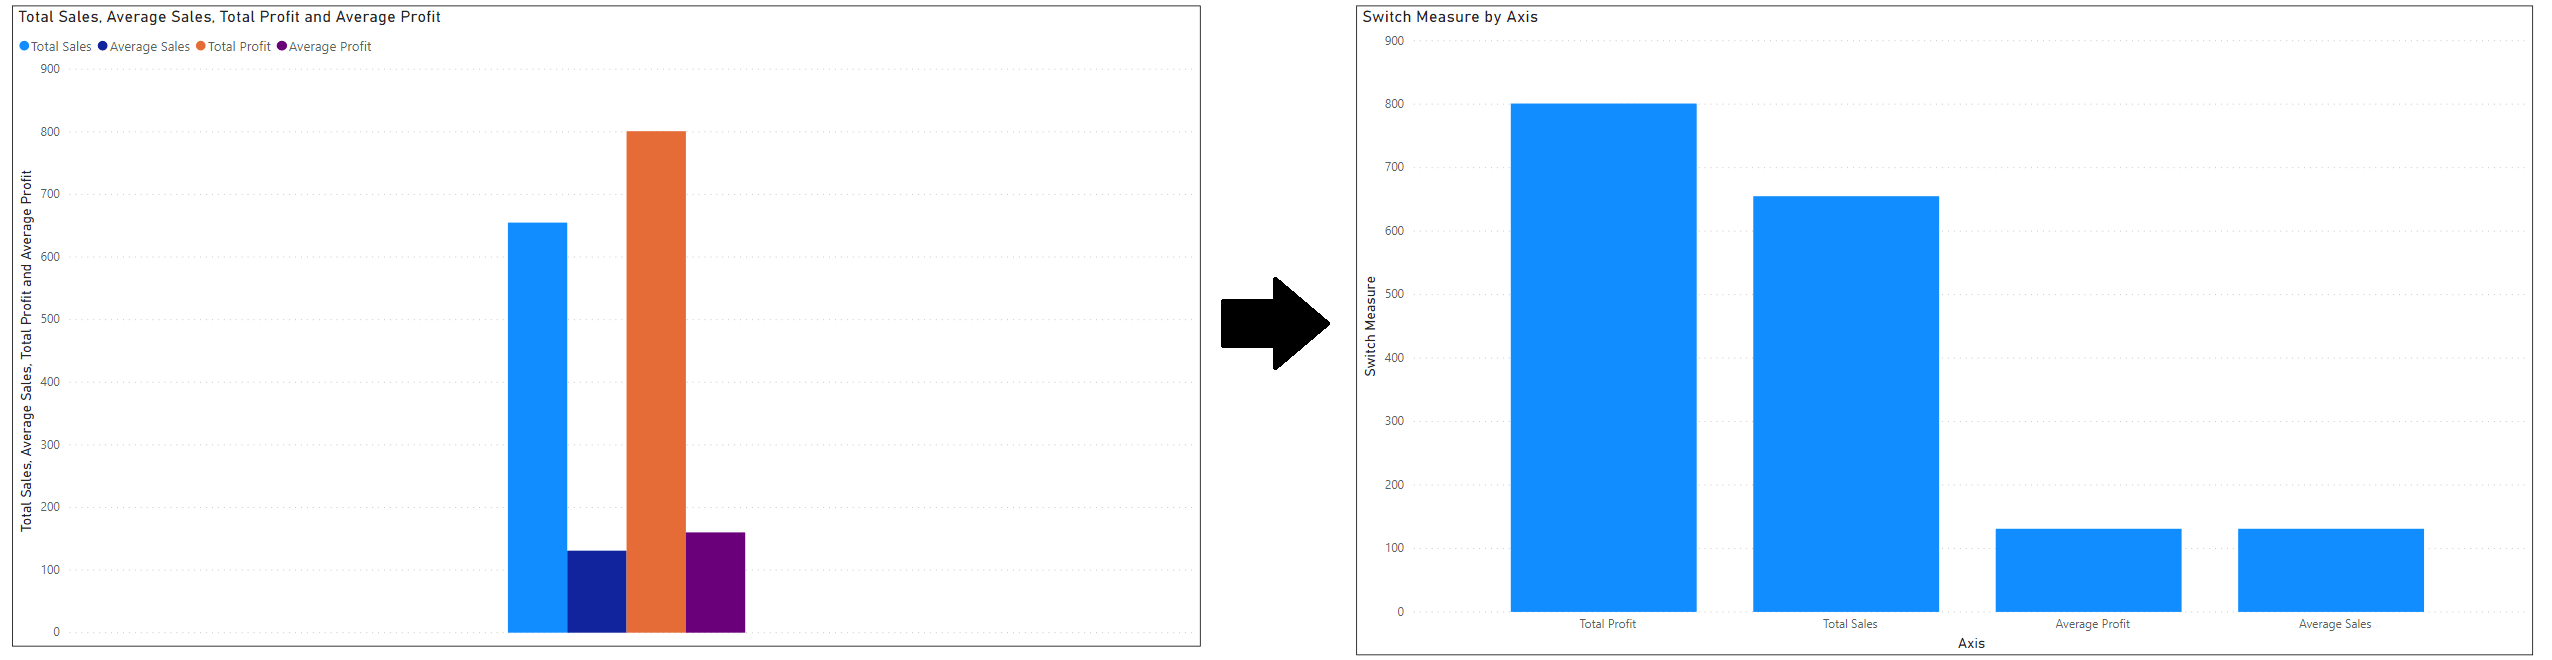 Total Sales, Average Sales, Total Profit and Average Profit
Total Sales Average Sales Total Profit Average Profit
Total Sales, Average Sales, Total Profit and Average Profit
900
800
700
600
500
400
300
200
100
0
Switch Measure by Axis
Switch Measure
900
800
700
600
500
400
300
200
100
0
Total Profit Total Sales Average Profit Average Sales
Axis